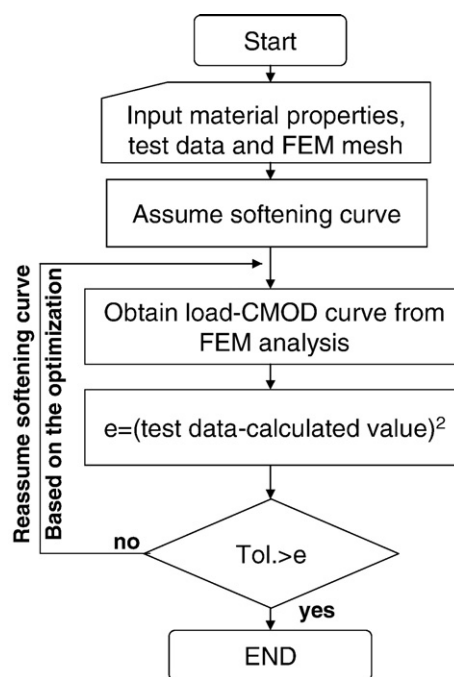 Start
Input material properties,
test data and FEM mesh
Assume softening curve
Reassume softening curve
Based on the optimization
Obtain load-CMOD curve from
FEM analysis
e=(test data-calculated value)²
no
Tol.>e
yes
END